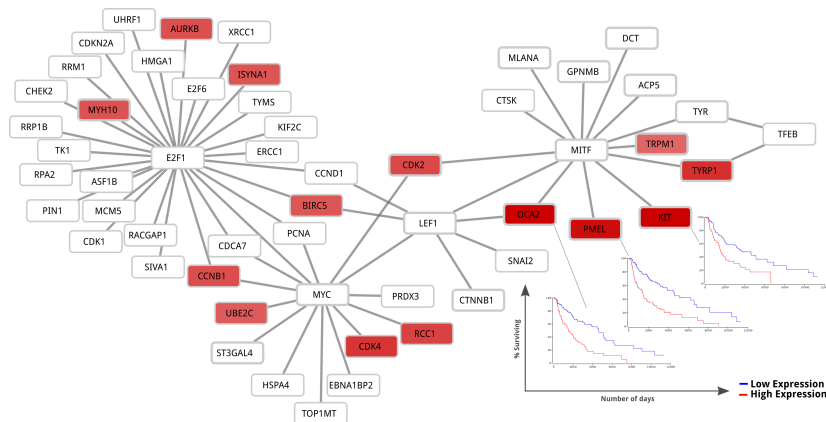 UHRF1
AURKB
XRCC1
CDKN2A
HMGA1
RRM1
ISYNA1
CHEK2
E2F6
MYH10
TYMS
RRP1B
KIF2C
TK1
E2F1
ERCC1
RPA2
ASF1B
CCND1
PIN1
MCM5
BIRC5
CDK1
RACGAP1
CDCA7
PCNA
SIVA1
CCNB1
MYC
PRDX3
UBE2C
RCC1
ST3GAL4
CDK4
HSPA4
EBNA1BP2
TOP1MT
CDK2
LEF1
SNAI2
CTNNB1
DCT
MLANA
GPNMB
ACP5
CTSK
TYR
TFEB
MITF
TRPM1
TYRP1
OCA2
PMEL
KIT
% Surviving
Number of days
Low Expression
High Expression